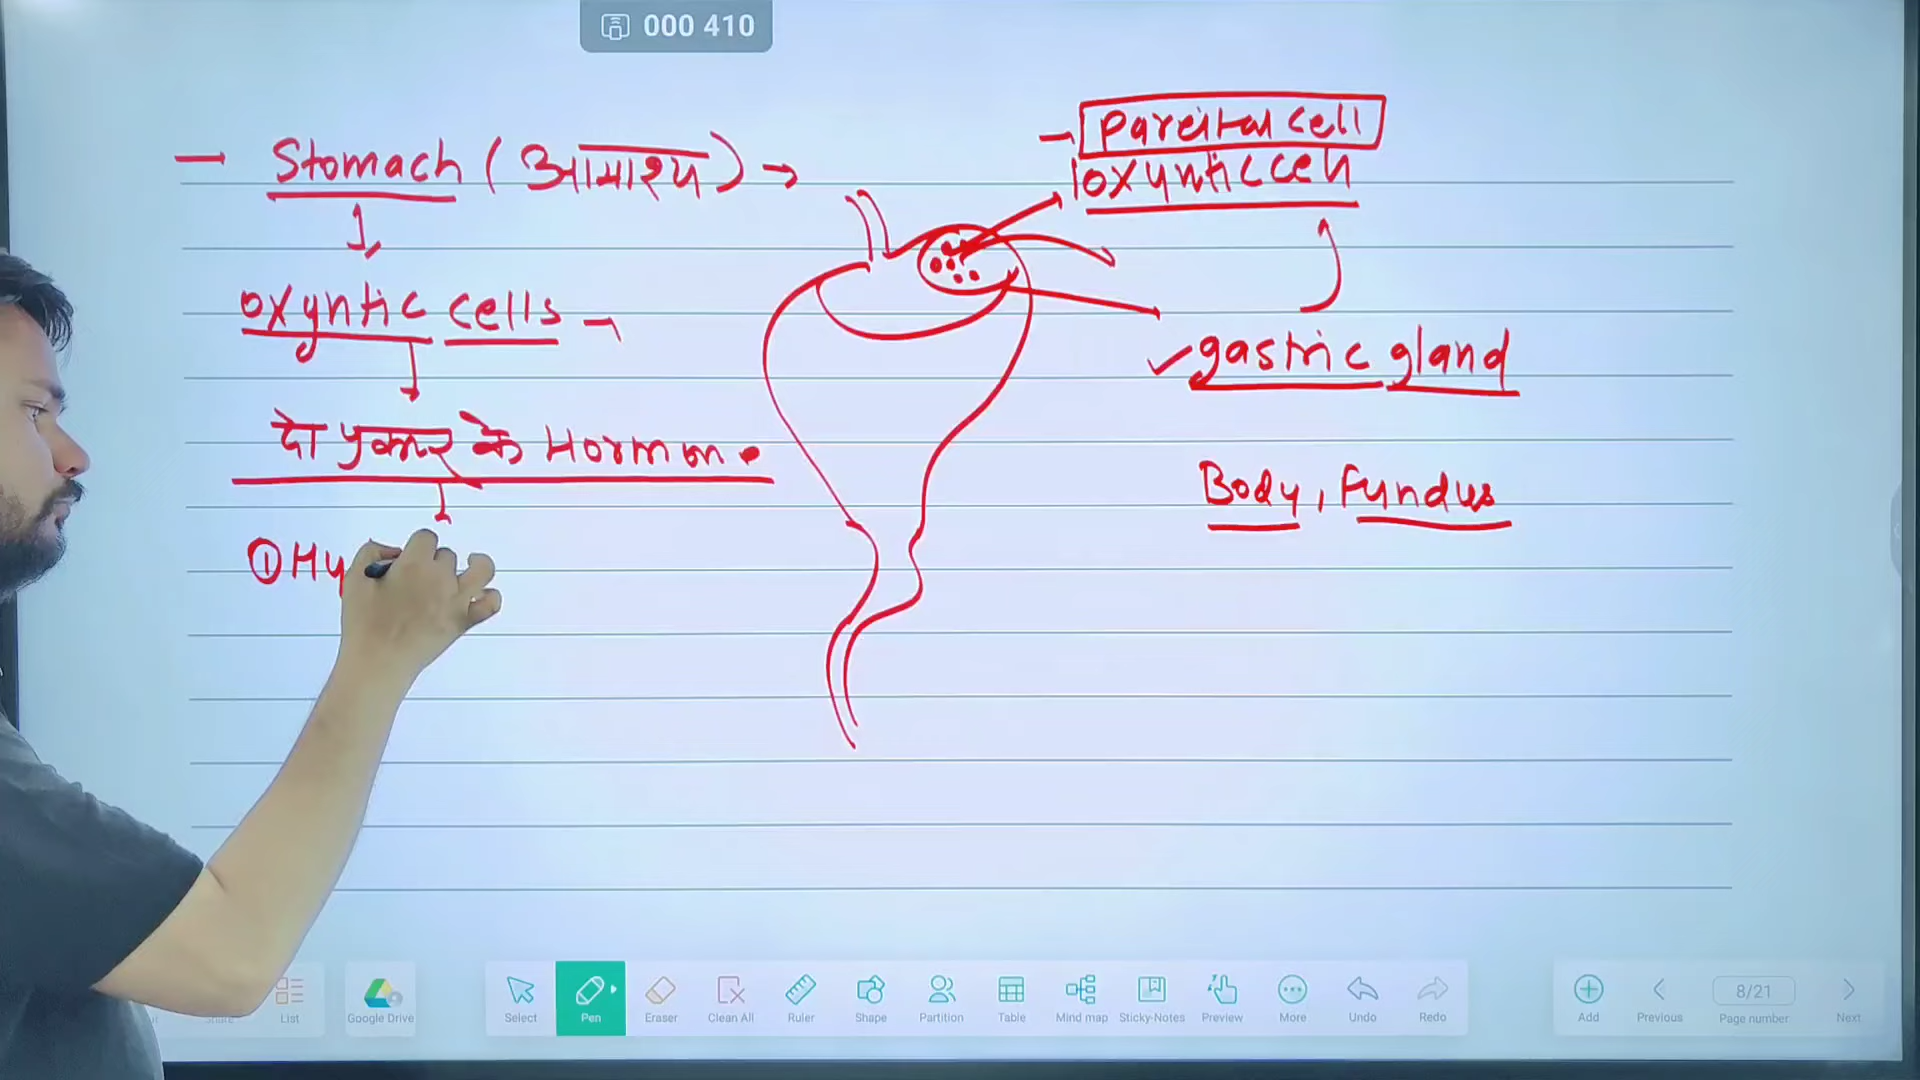 000 410
— Stomach (आमाशय) →
oxyntic cells
दो प्रकार के Hormon.
① Hy
Pareital cell
oxyntic cell
✓ gastric gland
Body, Fundus
List
Google Drive
Select
Pen
Eraser
Clean All
Ruler
Shape
Partition
Table
Mind map
Sticky-Notes
Preview
More
Undo
Redo
Add
Previous
8/21
Page number
Next